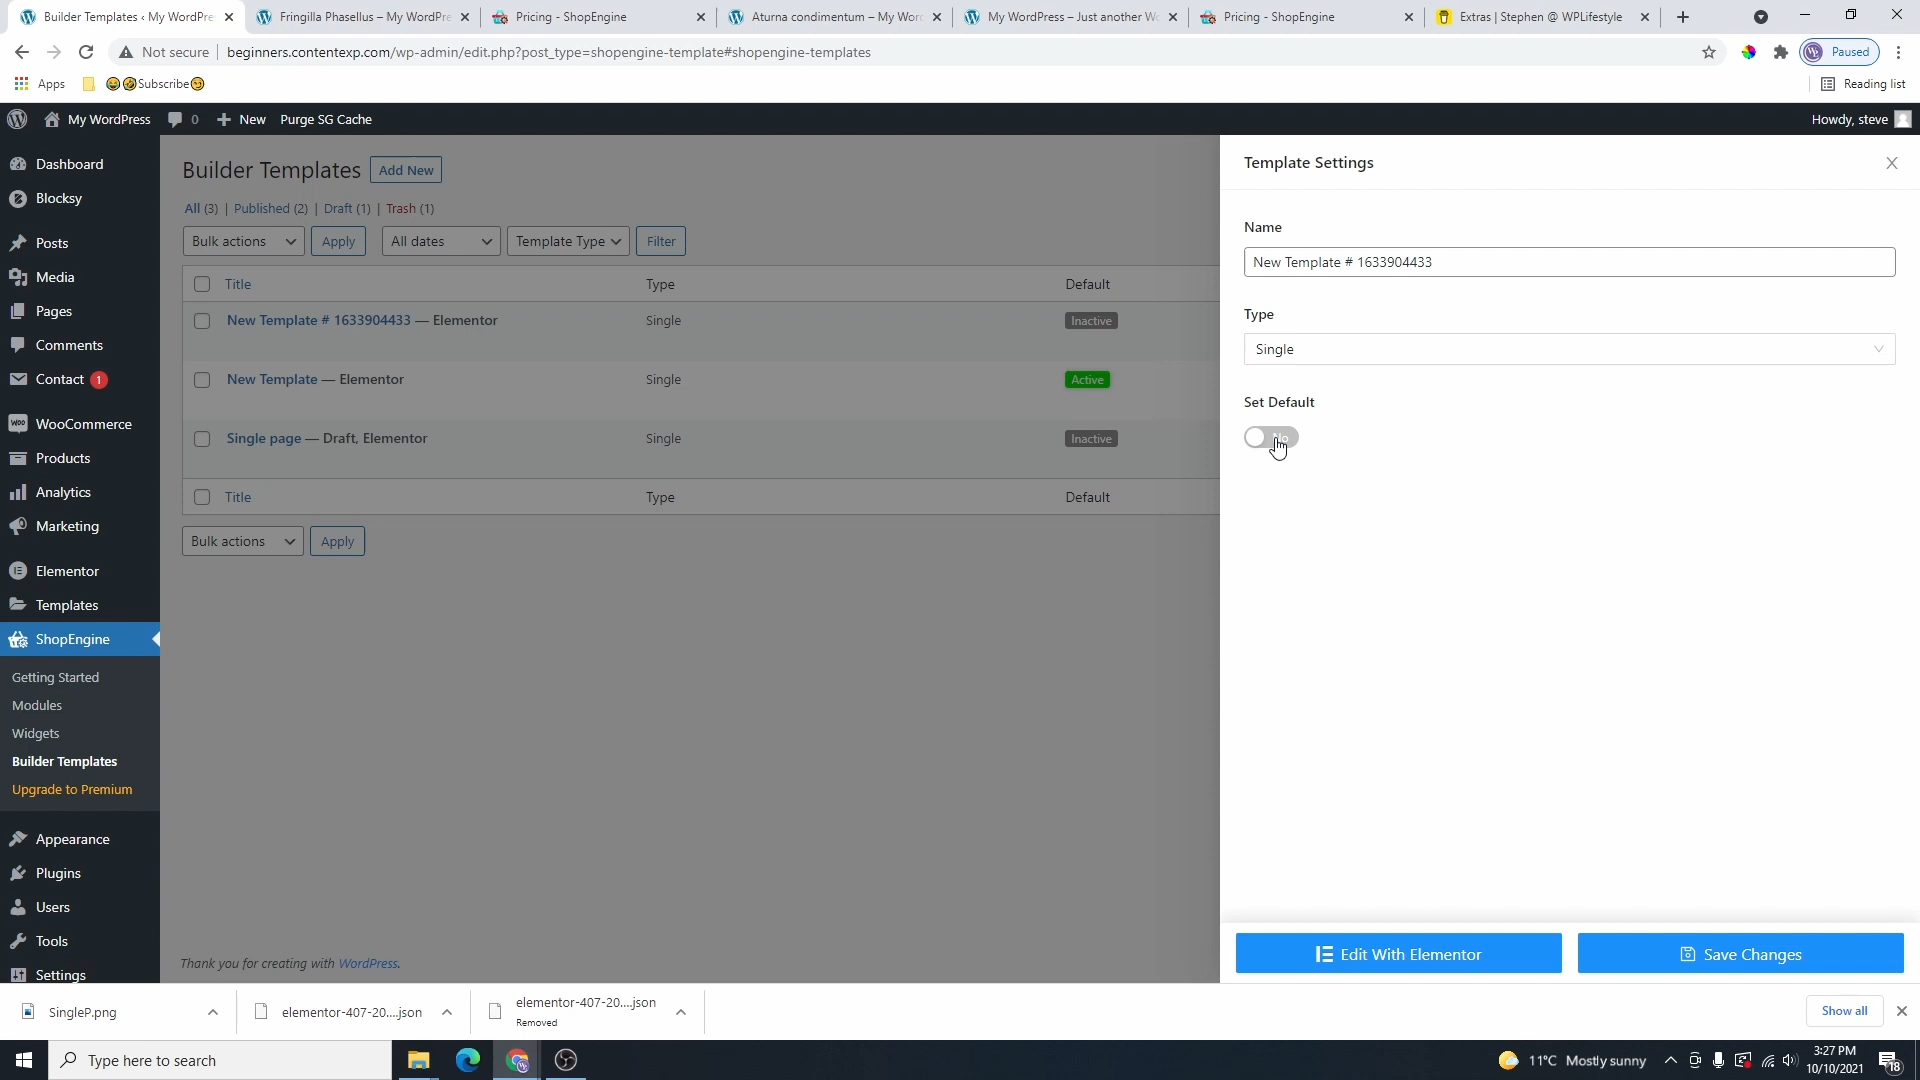 Builder Templates ‹ My WordPre
Fringilla Phasellus – My WordPre
Pricing - ShopEngine
Aturna condimentum – My Word
My WordPress – Just another Wo
Pricing - ShopEngine
Extras | Stephen @ WPLifestyle
Not secure
beginners.contentexp.com/wp-admin/edit.php?post_type=shopengine-template#shopengine-templates
Paused
Apps
😂🤣Subscribe😏
Reading list
My WordPress
0
New
Purge SG Cache
Howdy, steve
Dashboard
Blocksy
Posts
Media
Pages
Comments
Contact 1
WooCommerce
Products
Analytics
Marketing
Elementor
Templates
ShopEngine
Getting Started
Modules
Widgets
Builder Templates
Upgrade to Premium
Appearance
Plugins
Users
Tools
Settings
Builder Templates
Add New
All (3) | Published (2) | Draft (1) | Trash (1)
Bulk actions
Apply
All dates
Template Type
Filter
Title
Type
Default
New Template # 1633904433 — Elementor
Single
Inactive
New Template — Elementor
Single
Active
Single page — Draft, Elementor
Single
Inactive
Title
Type
Default
Bulk actions
Apply
Thank you for creating with WordPress.
Template Settings
Name
New Template # 1633904433
Type
Single
Set Default
No
Edit With Elementor
Save Changes
SingleP.png
elementor-407-20....json
elementor-407-20....json
Removed
Show all
Type here to search
11°C Mostly sunny
3:27 PM
10/10/2021
18